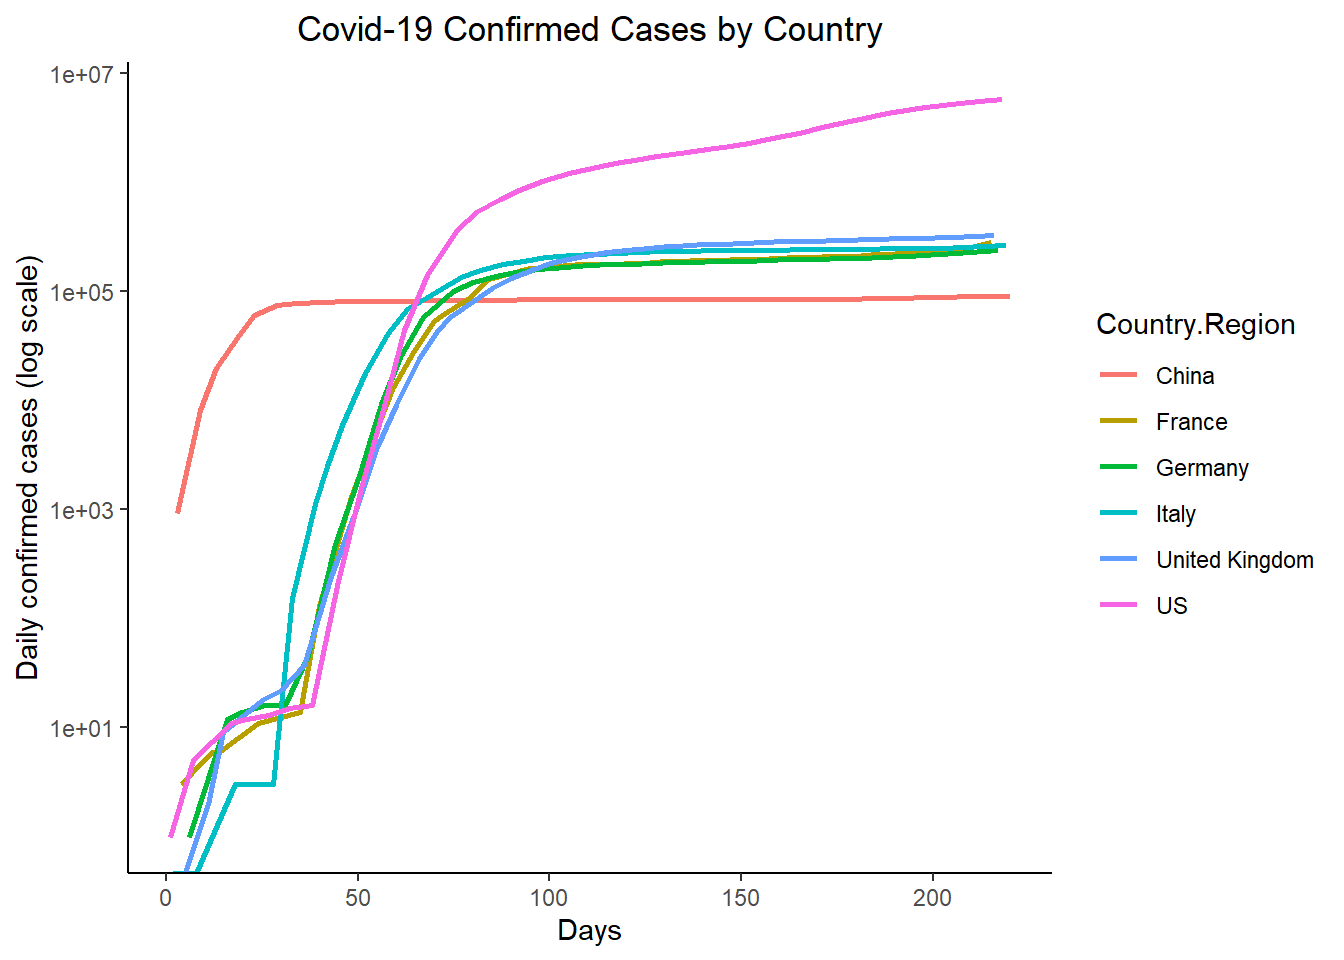 Covid-19 Confirmed Cases by Country
1e+07
1e+05
1e+03
1e+01
Daily confirmed cases (log scale)
0
50
100
150
200
Days
Country.Region
China
France
Germany
Italy
United Kingdom
US